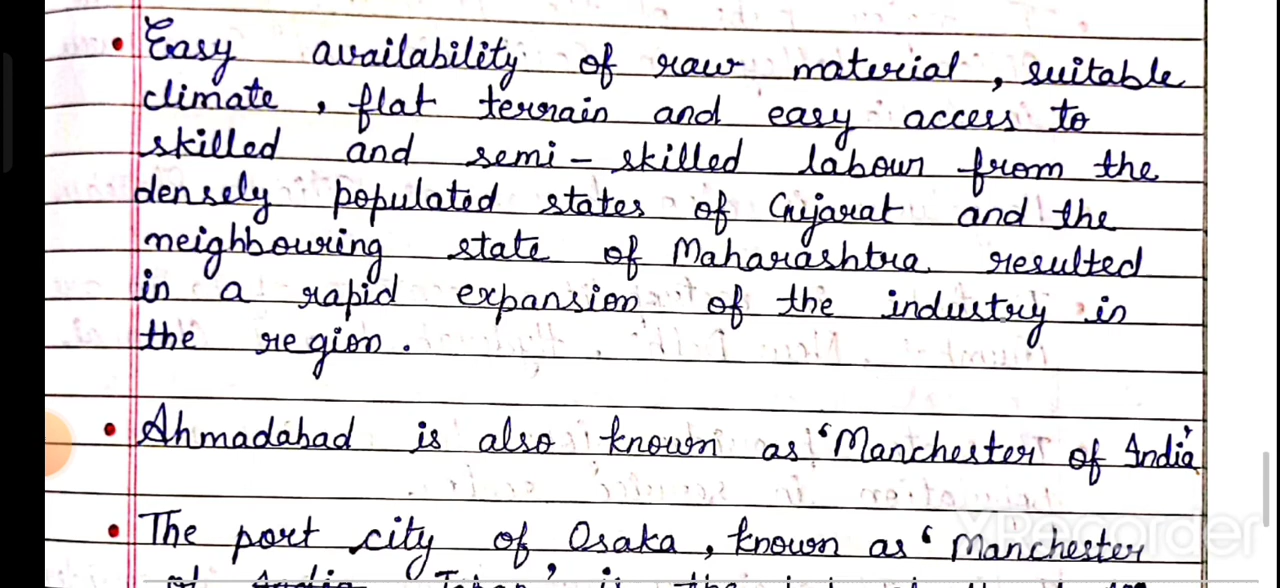 • Easy availability of raw material, suitable
climate, flat terrain and easy access to
skilled and semi-skilled labour from the
densely populated states of Gujarat and the
neighbouring state of Maharashtra resulted
in a rapid expansion of the industry in
the region.
• Ahmadabad is also known as 'Manchester of India'
• The port city of Osaka, known as 'Manchester
XRecorder